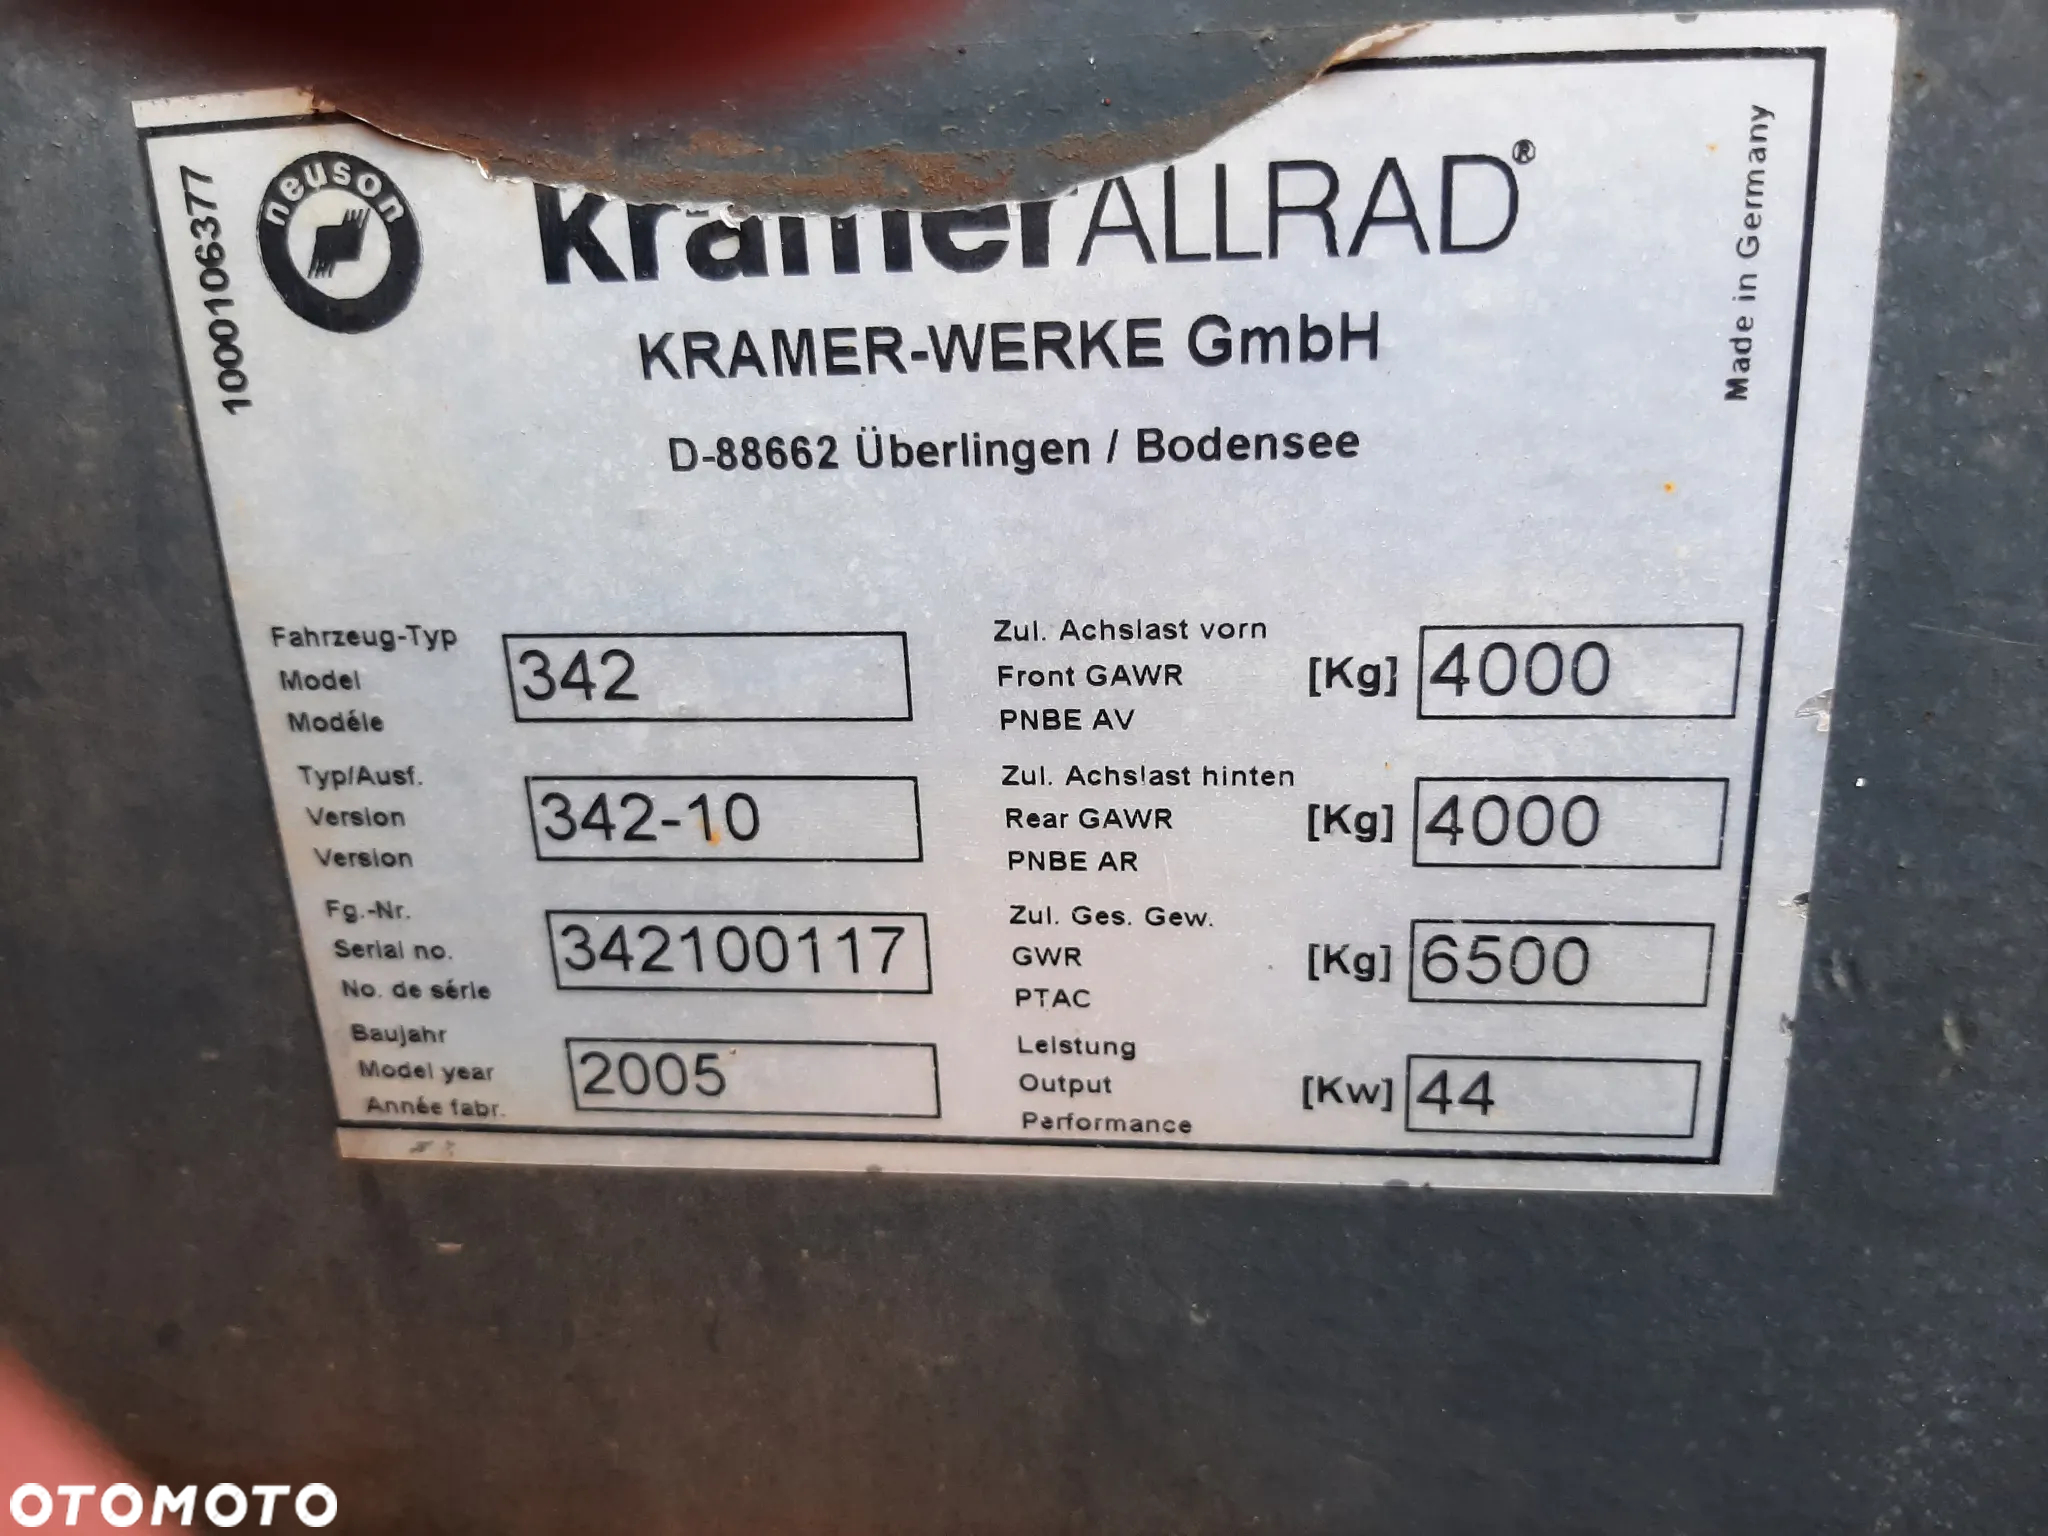 1000106377
neuson
kramerALLRAD®
Made in Germany
KRAMER-WERKE GmbH
D-88662 Überlingen / Bodensee
Fahrzeug-Typ
Model
Modéle
342
Zul. Achslast vorn
Front GAWR
PNBE AV
[Kg] 4000
Typ/Ausf.
Version
Version
342-10
Zul. Achslast hinten
Rear GAWR
PNBE AR
[Kg] 4000
Fg.-Nr.
Serial no.
No. de série
342100117
Zul. Ges. Gew.
GWR
PTAC
[Kg] 6500
Baujahr
Model year
Année fabr.
2005
Leistung
Output
Performance
[Kw] 44
OTOMOTO